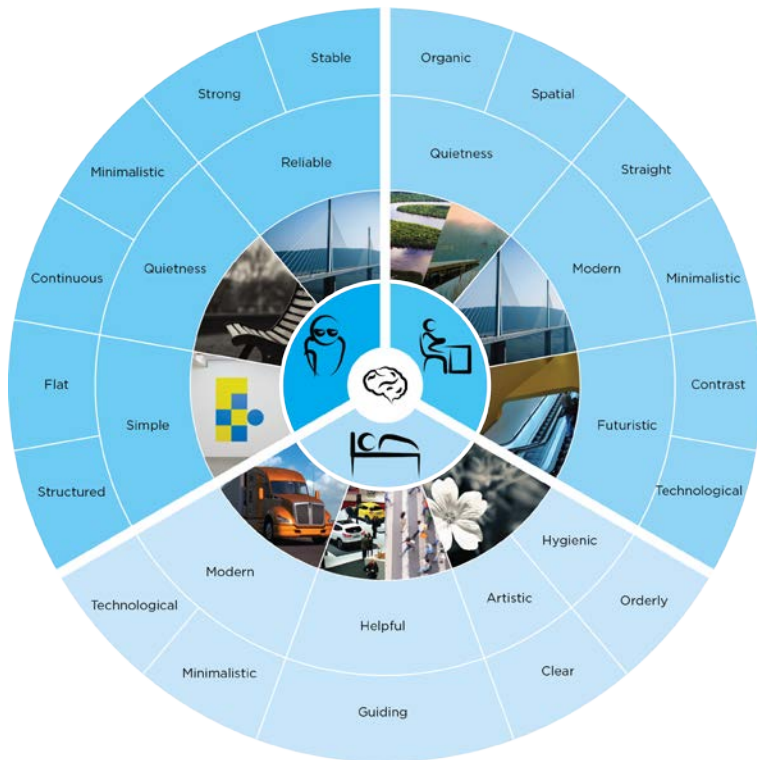 Stable
Organic
Strong
Spatial
Reliable
Quietness
Minimalistic
Straight
Quietness
Modern
Continuous
Minimalistic
Flat
Contrast
Simple
Futuristic
Structured
Technological
Hygienic
Modern
Artistic
Orderly
Technological
Helpful
Minimalistic
Clear
Guiding